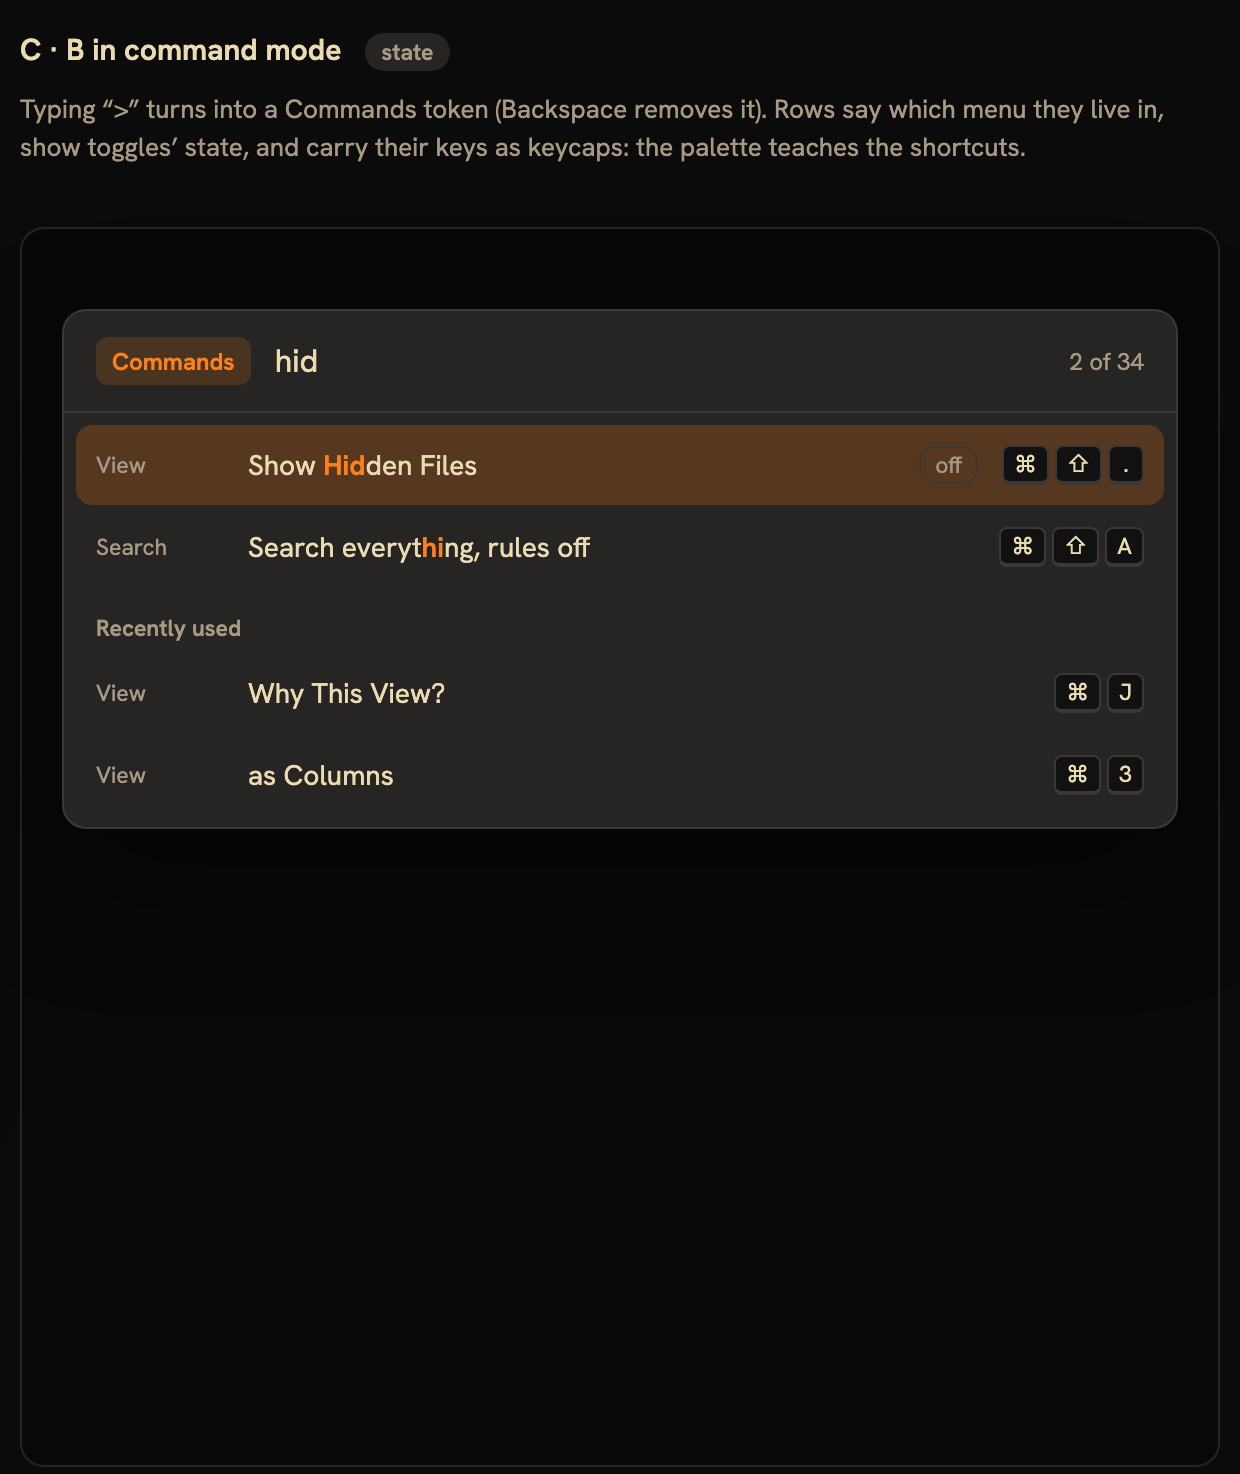 C · B in command mode state
Typing “>” turns into a Commands token (Backspace removes it). Rows say which menu they live in,
show toggles’ state, and carry their keys as keycaps: the palette teaches the shortcuts.
Commands hid 2 of 34
View Show Hidden Files off ⌘ ⇧ .
Search Search everything, rules off ⌘ ⇧ A
Recently used
View Why This View? ⌘ J
View as Columns ⌘ 3